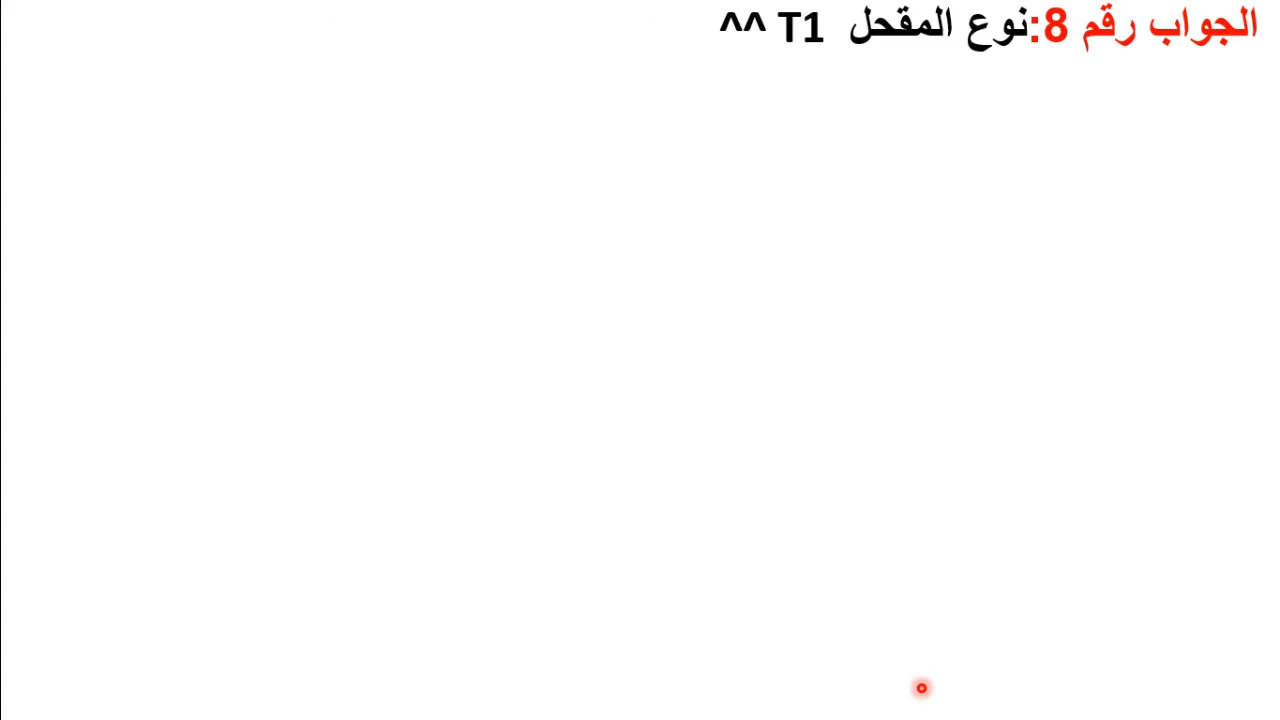 الجواب رقم 8:نوع المقحل T1 ^^